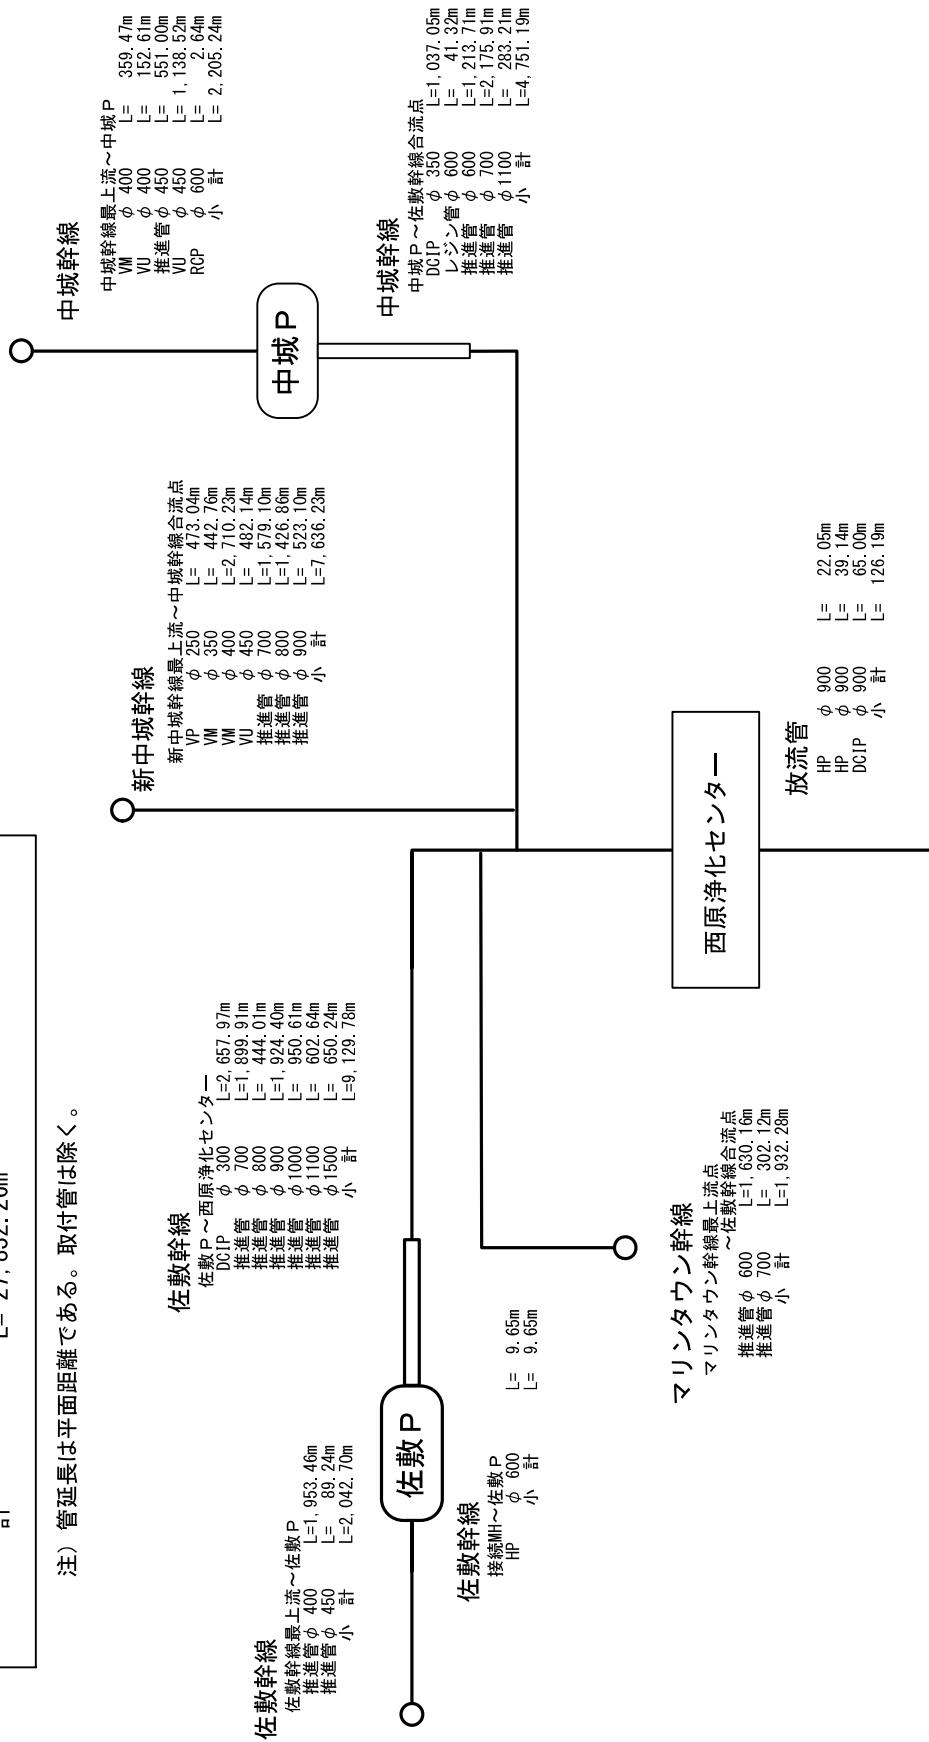 計 L= 27,832.26m
注) 管延長は平面距離である。取付管は除く。
佐敷幹線
佐敷幹線最上流～佐敷P
推進管φ 400 L=1,953.46m
推進管φ 450 L= 89.24m
小 計 L=2,042.70m
佐敷P
佐敷幹線
接続MH～佐敷P
HP φ 600 L= 9.65m
小 計 L= 9.65m
佐敷幹線
佐敷P～西原浄化センター
DCIP φ 300 L=2,657.97m
推進管 φ 700 L=1,899.91m
推進管 φ 800 L= 444.01m
推進管 φ 900 L=1,924.40m
推進管 φ1000 L= 950.61m
推進管 φ1100 L= 602.64m
推進管 φ1500 L= 650.24m
小 計 L=9,129.78m
マリンタウン幹線
マリンタウン幹線最上流点
～佐敷幹線合流点
推進管φ 600 L=1,630.16m
推進管φ 700 L= 302.12m
小 計 L=1,932.28m
新中城幹線
新中城幹線最上流～中城幹線合流点
VP φ 250 L= 473.04m
VM φ 350 L= 442.76m
VM φ 400 L=2,710.23m
VU φ 450 L= 482.14m
推進管 φ 700 L=1,579.10m
推進管 φ 800 L=1,426.86m
推進管 φ 900 L= 523.10m
小 計 L=7,636.23m
西原浄化センター
放流管
HP φ 900 L= 22.05m
HP φ 900 L= 39.14m
DCIP φ 900 L= 65.00m
小 計 L= 126.19m
中城幹線
中城幹線最上流～中城P
VM φ 400 L= 359.47m
VU φ 400 L= 152.61m
推進管 φ 450 L= 551.00m
VU φ 450 L= 1,138.52m
RCP φ 600 L= 2.64m
小 計 L= 2,205.24m
中城P
中城幹線
中城P～佐敷幹線合流点
DCIP φ 350 L=1,037.05m
レジン管φ 600 L= 41.32m
推進管 φ 600 L=1,213.71m
推進管 φ 700 L=2,175.91m
推進管 φ1100 L= 283.21m
小 計 L=4,751.19m